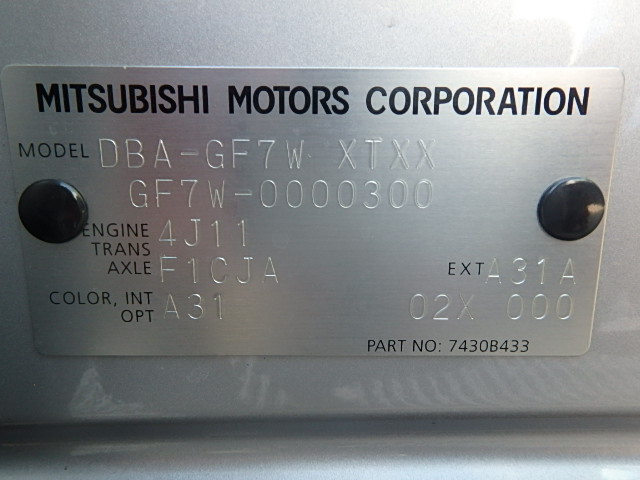 MITSUBISHI MOTORS CORPORATION
MODEL DBA-GF7W XTXX
GF7W-0000300
ENGINE 4J11
TRANS
AXLE F1CJA EXT A31A
COLOR, INT A31 02X 000
OPT
PART NO: 7430B433